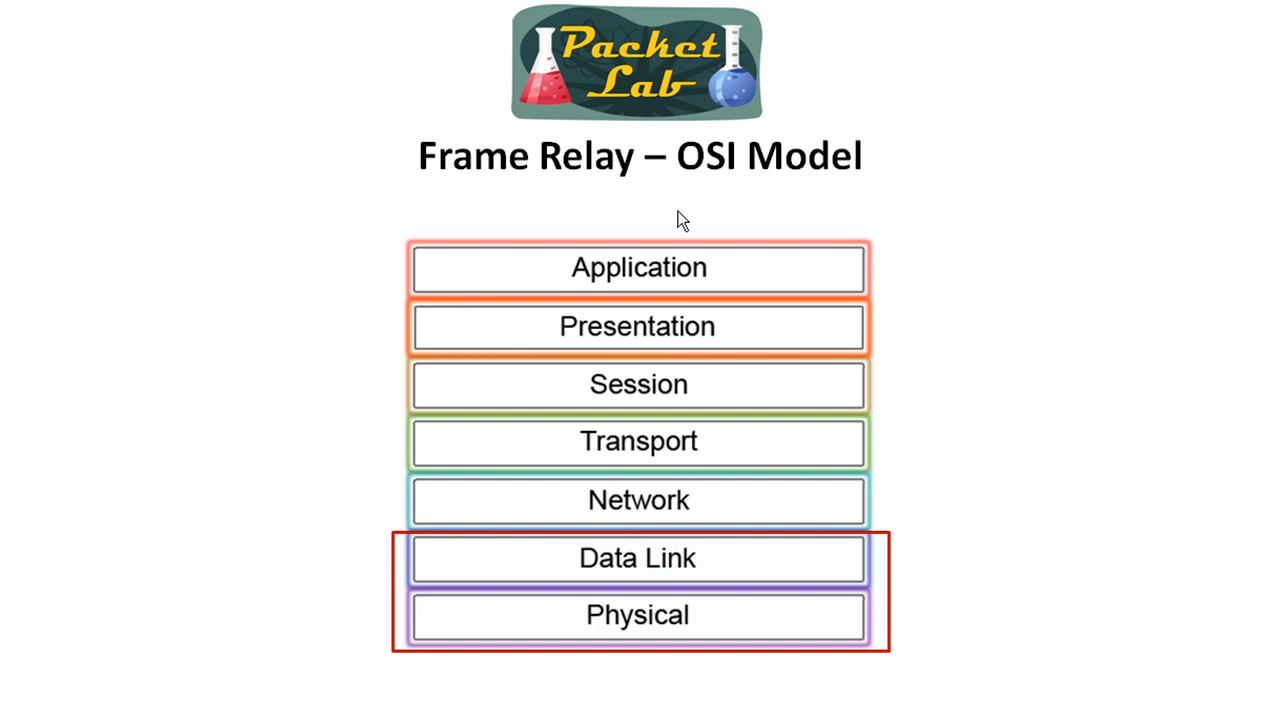 Packet
Lab
Frame Relay – OSI Model
Application
Presentation
Session
Transport
Network
Data Link
Physical